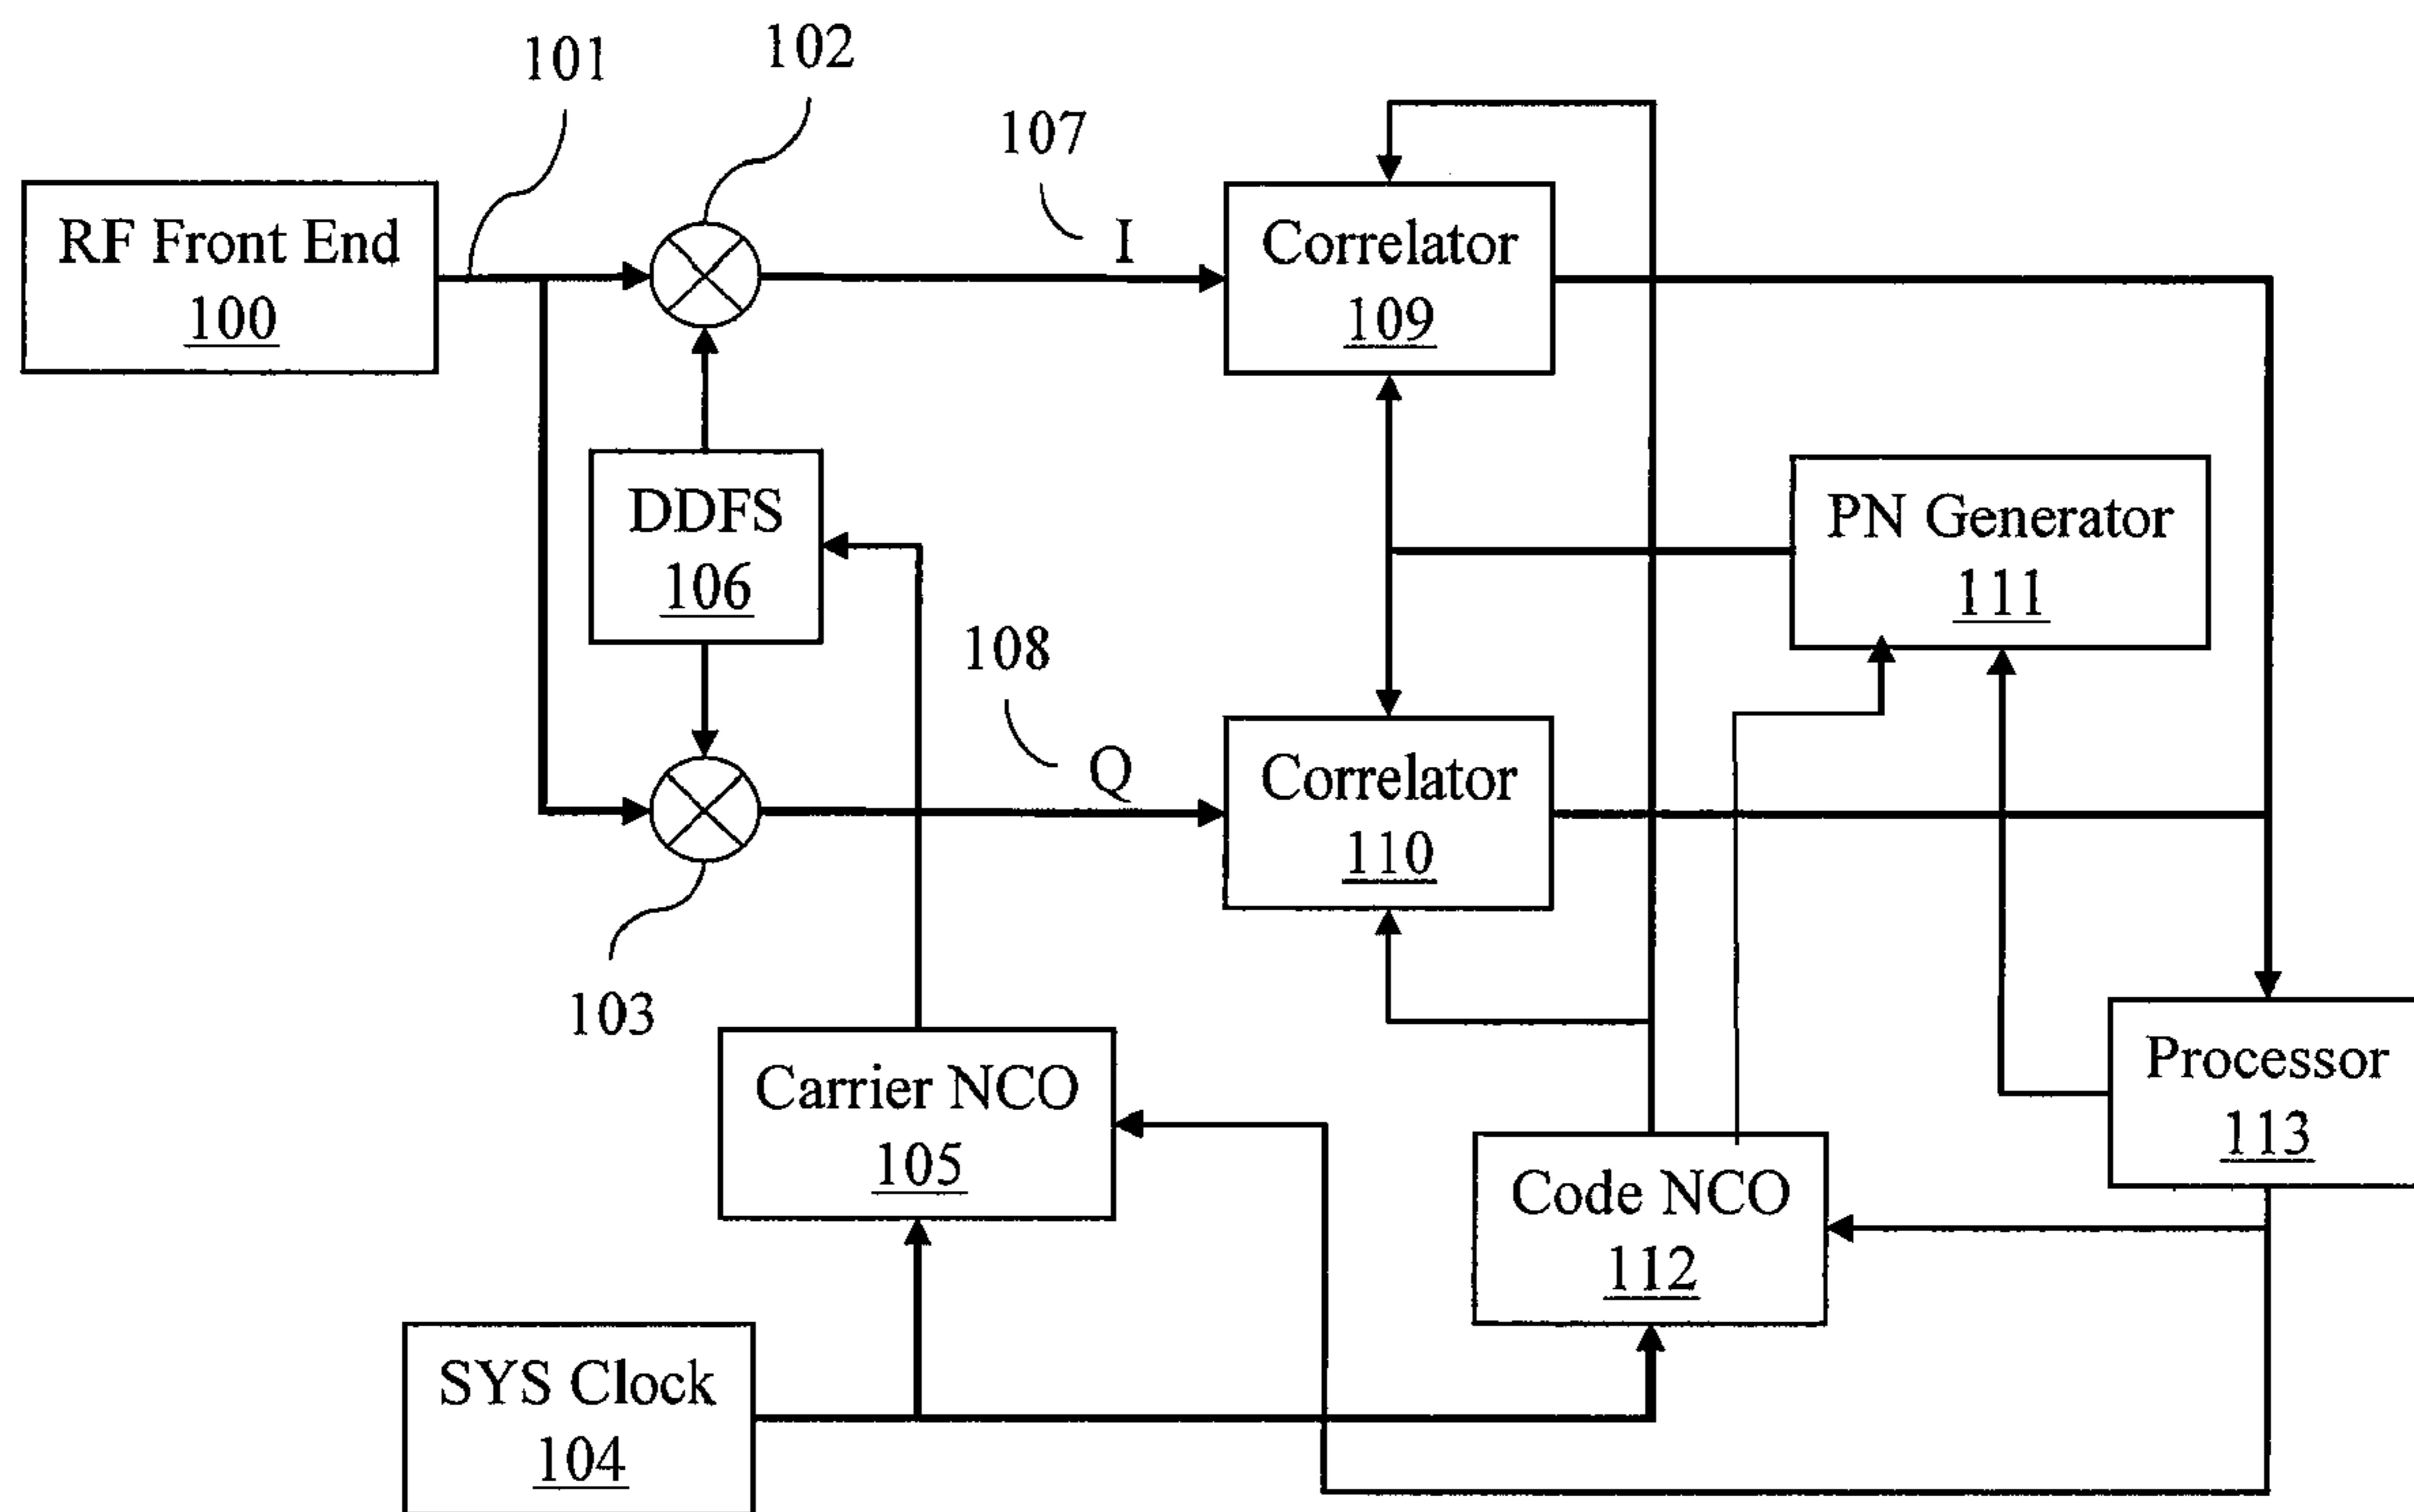 101
102
107
I
RF Front End
100
Correlator
109
DDFS
106
PN Generator
111
108
Q
Correlator
110
103
Carrier NCO
105
Processor
113
Code NCO
112
SYS Clock
104